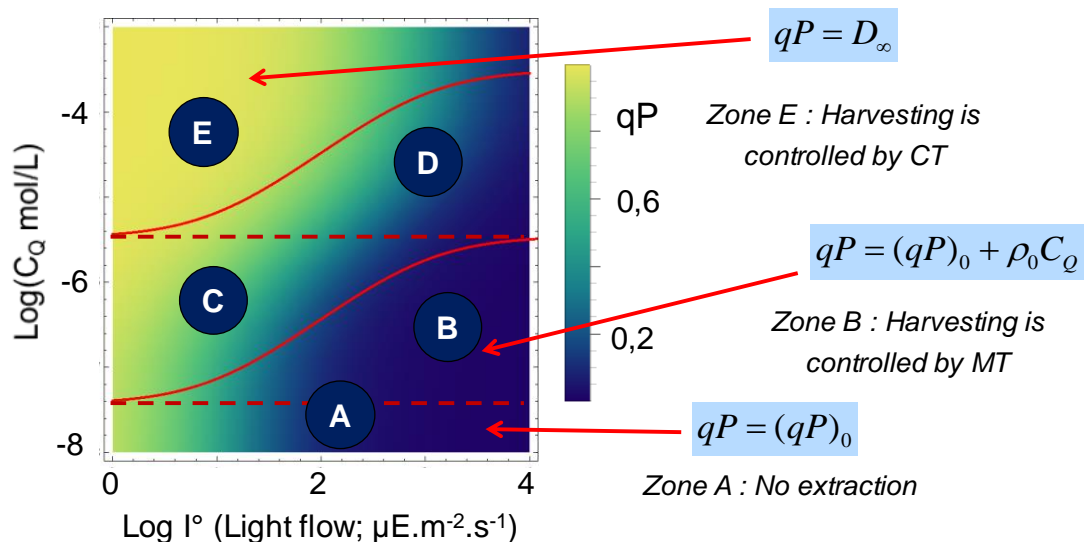 qP = D∞
Zone E : Harvesting is
controlled by CT
-4
-6
-8
Log(C_Q mol/L)
E
D
C
B
A
qP
0,6
0,2
qP = (qP)₀ + ρ₀C_Q
Zone B : Harvesting is
controlled by MT
qP = (qP)₀
Zone A : No extraction
0
2
4
Log I° (Light flow; µE.m⁻².s⁻¹)